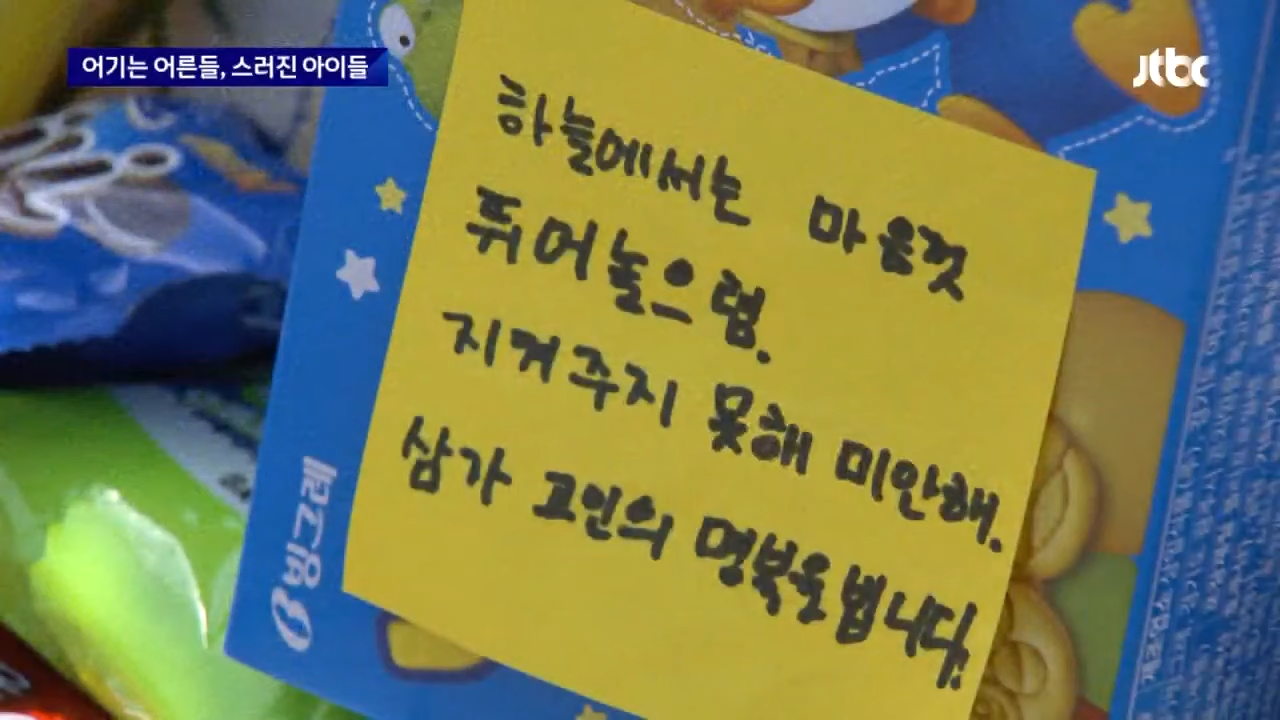 어기는 어른들, 스러진 아이들
jtbc
하늘에서는 마음껏
뛰어놀으렴.
지켜주지 못해 미안해.
삼가 고인의 명복을 빕니다.
빙그레